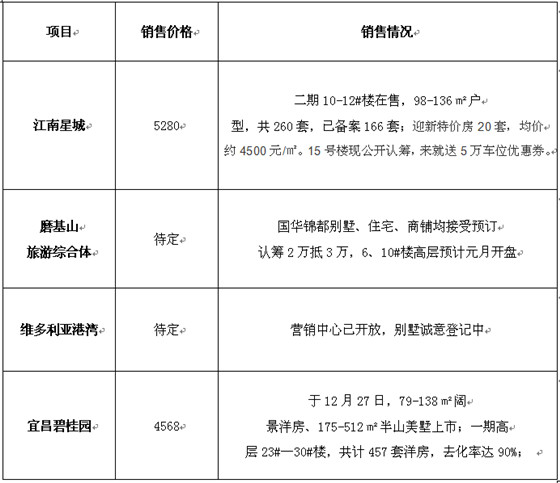 项目 销售价格 销售情况
二期 10-12#楼在售，98-136 ㎡户
江南星城 5280 型，共 260 套，已备案 166 套；迎新特价房 20 套，均价
约 4500 元/㎡。15 号楼现公开认筹，来就送 5 万车位优惠券。
磨基山 国华锦都别墅、住宅、商铺均接受预订
旅游综合体 待定 认筹 2 万抵 3 万，6、10#楼高层预计元月开盘
维多利亚港湾 待定 营销中心已开放，别墅诚意登记中
于 12 月 27 日，79-138 ㎡阔
宜昌碧桂园 4568 景洋房、175-512 ㎡半山美墅上市；一期高
层 23#—30#楼，共计 457 套洋房，去化率达 90%；